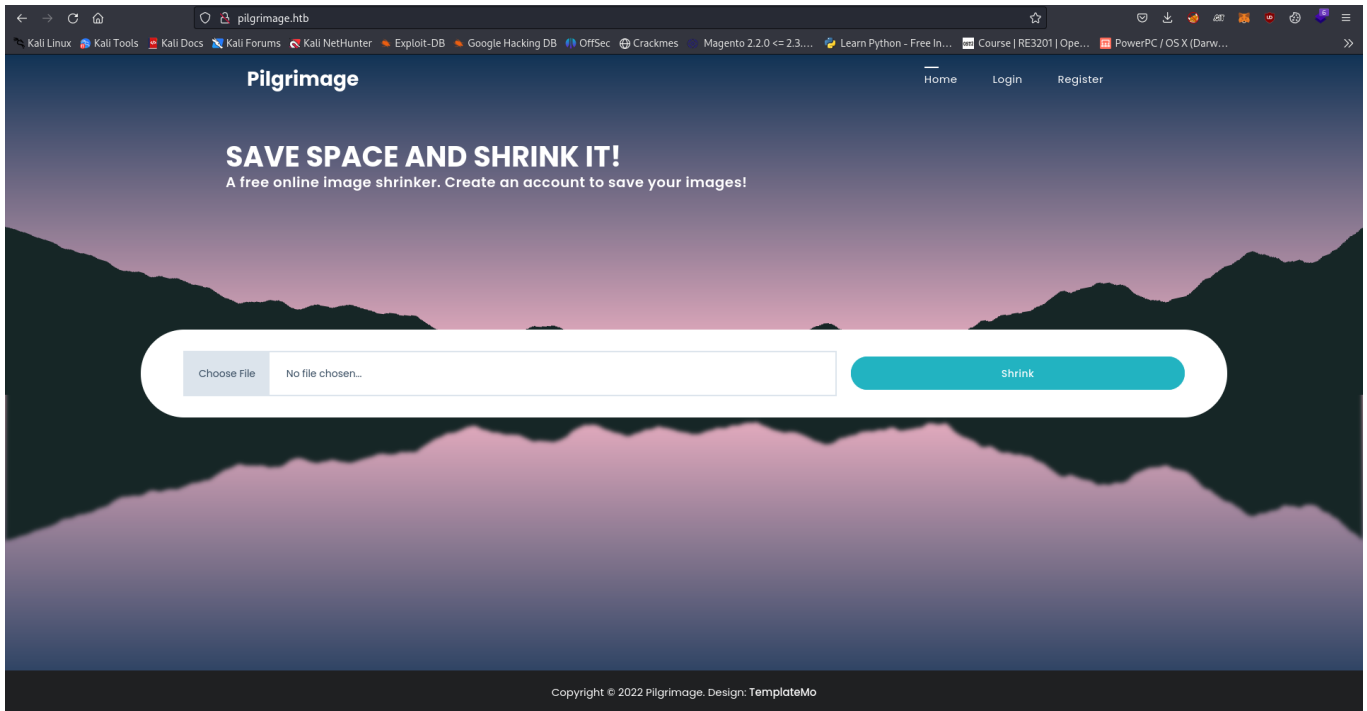 pilgrimage.htb
Kali Linux Kali Tools Kali Docs Kali Forums Kali NetHunter Exploit-DB Google Hacking DB OffSec Crackmes Magento 2.2.0 <= 2.3.... Learn Python - Free In... Course | RE3201 | Ope... PowerPC / OS X (Darw...
Pilgrimage Home Login Register
SAVE SPACE AND SHRINK IT!
A free online image shrinker. Create an account to save your images!
Choose File No file chosen... Shrink
Copyright © 2022 Pilgrimage. Design: TemplateMo